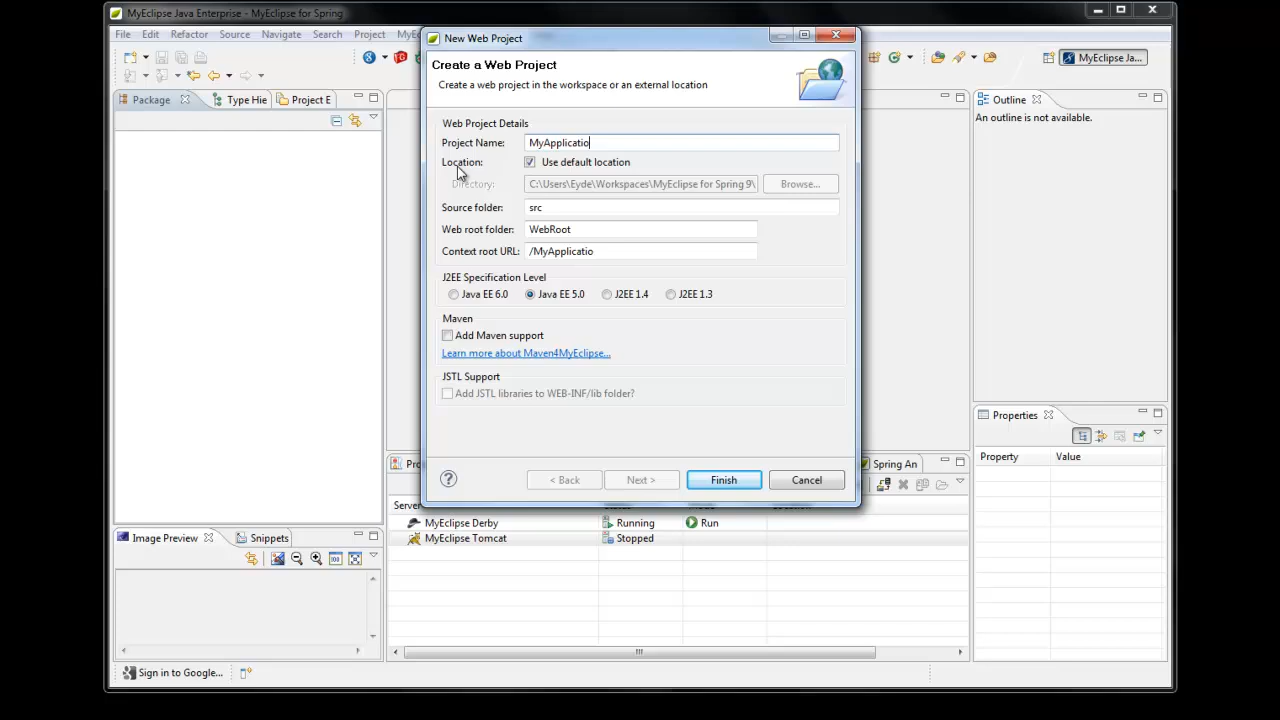 MyEclipse Java Enterprise - MyEclipse for Spring
File Edit Refactor Source Navigate Search Project
MyEclipse Ja...
Package Type Hie Project E
New Web Project
Create a Web Project
Create a web project in the workspace or an external location
Web Project Details
Project Name: MyApplicatio
Location: Use default location
Directory: C:\Users\Eyde\Workspaces\MyEclipse for Spring 9\ Browse...
Source folder: src
Web root folder: WebRoot
Context root URL: /MyApplicatio
J2EE Specification Level
Java EE 6.0 Java EE 5.0 J2EE 1.4 J2EE 1.3
Maven
Add Maven support
Learn more about Maven4MyEclipse...
JSTL Support
Add JSTL libraries to WEB-INF/lib folder?
? < Back Next > Finish Cancel
Outline
An outline is not available.
Properties
Property Value
Spring An
MyEclipse Derby Running Run
MyEclipse Tomcat Stopped
Image Preview Snippets
Sign in to Google...